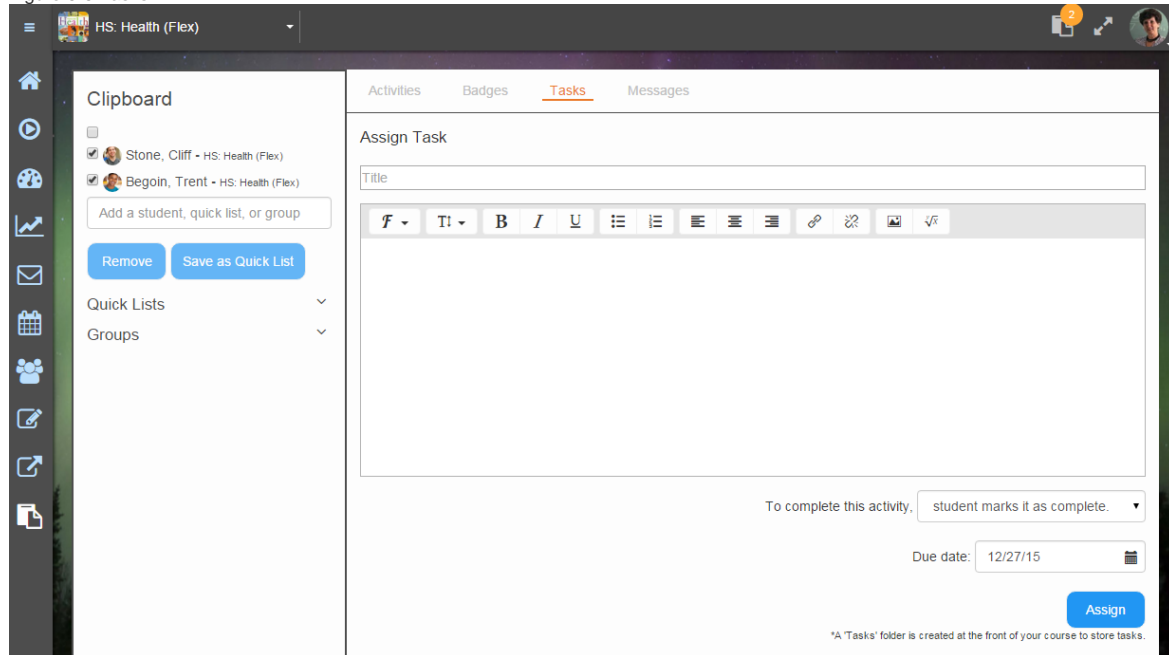 HS: Health (Flex)
2
Clipboard
Stone, Cliff - HS: Health (Flex)
Begoin, Trent - HS: Health (Flex)
Add a student, quick list, or group
Remove
Save as Quick List
Quick Lists
Groups
Activities Badges Tasks Messages
Assign Task
Title
F T B I U √x
To complete this activity, student marks it as complete.
Due date: 12/27/15
Assign
*A 'Tasks' folder is created at the front of your course to store tasks.